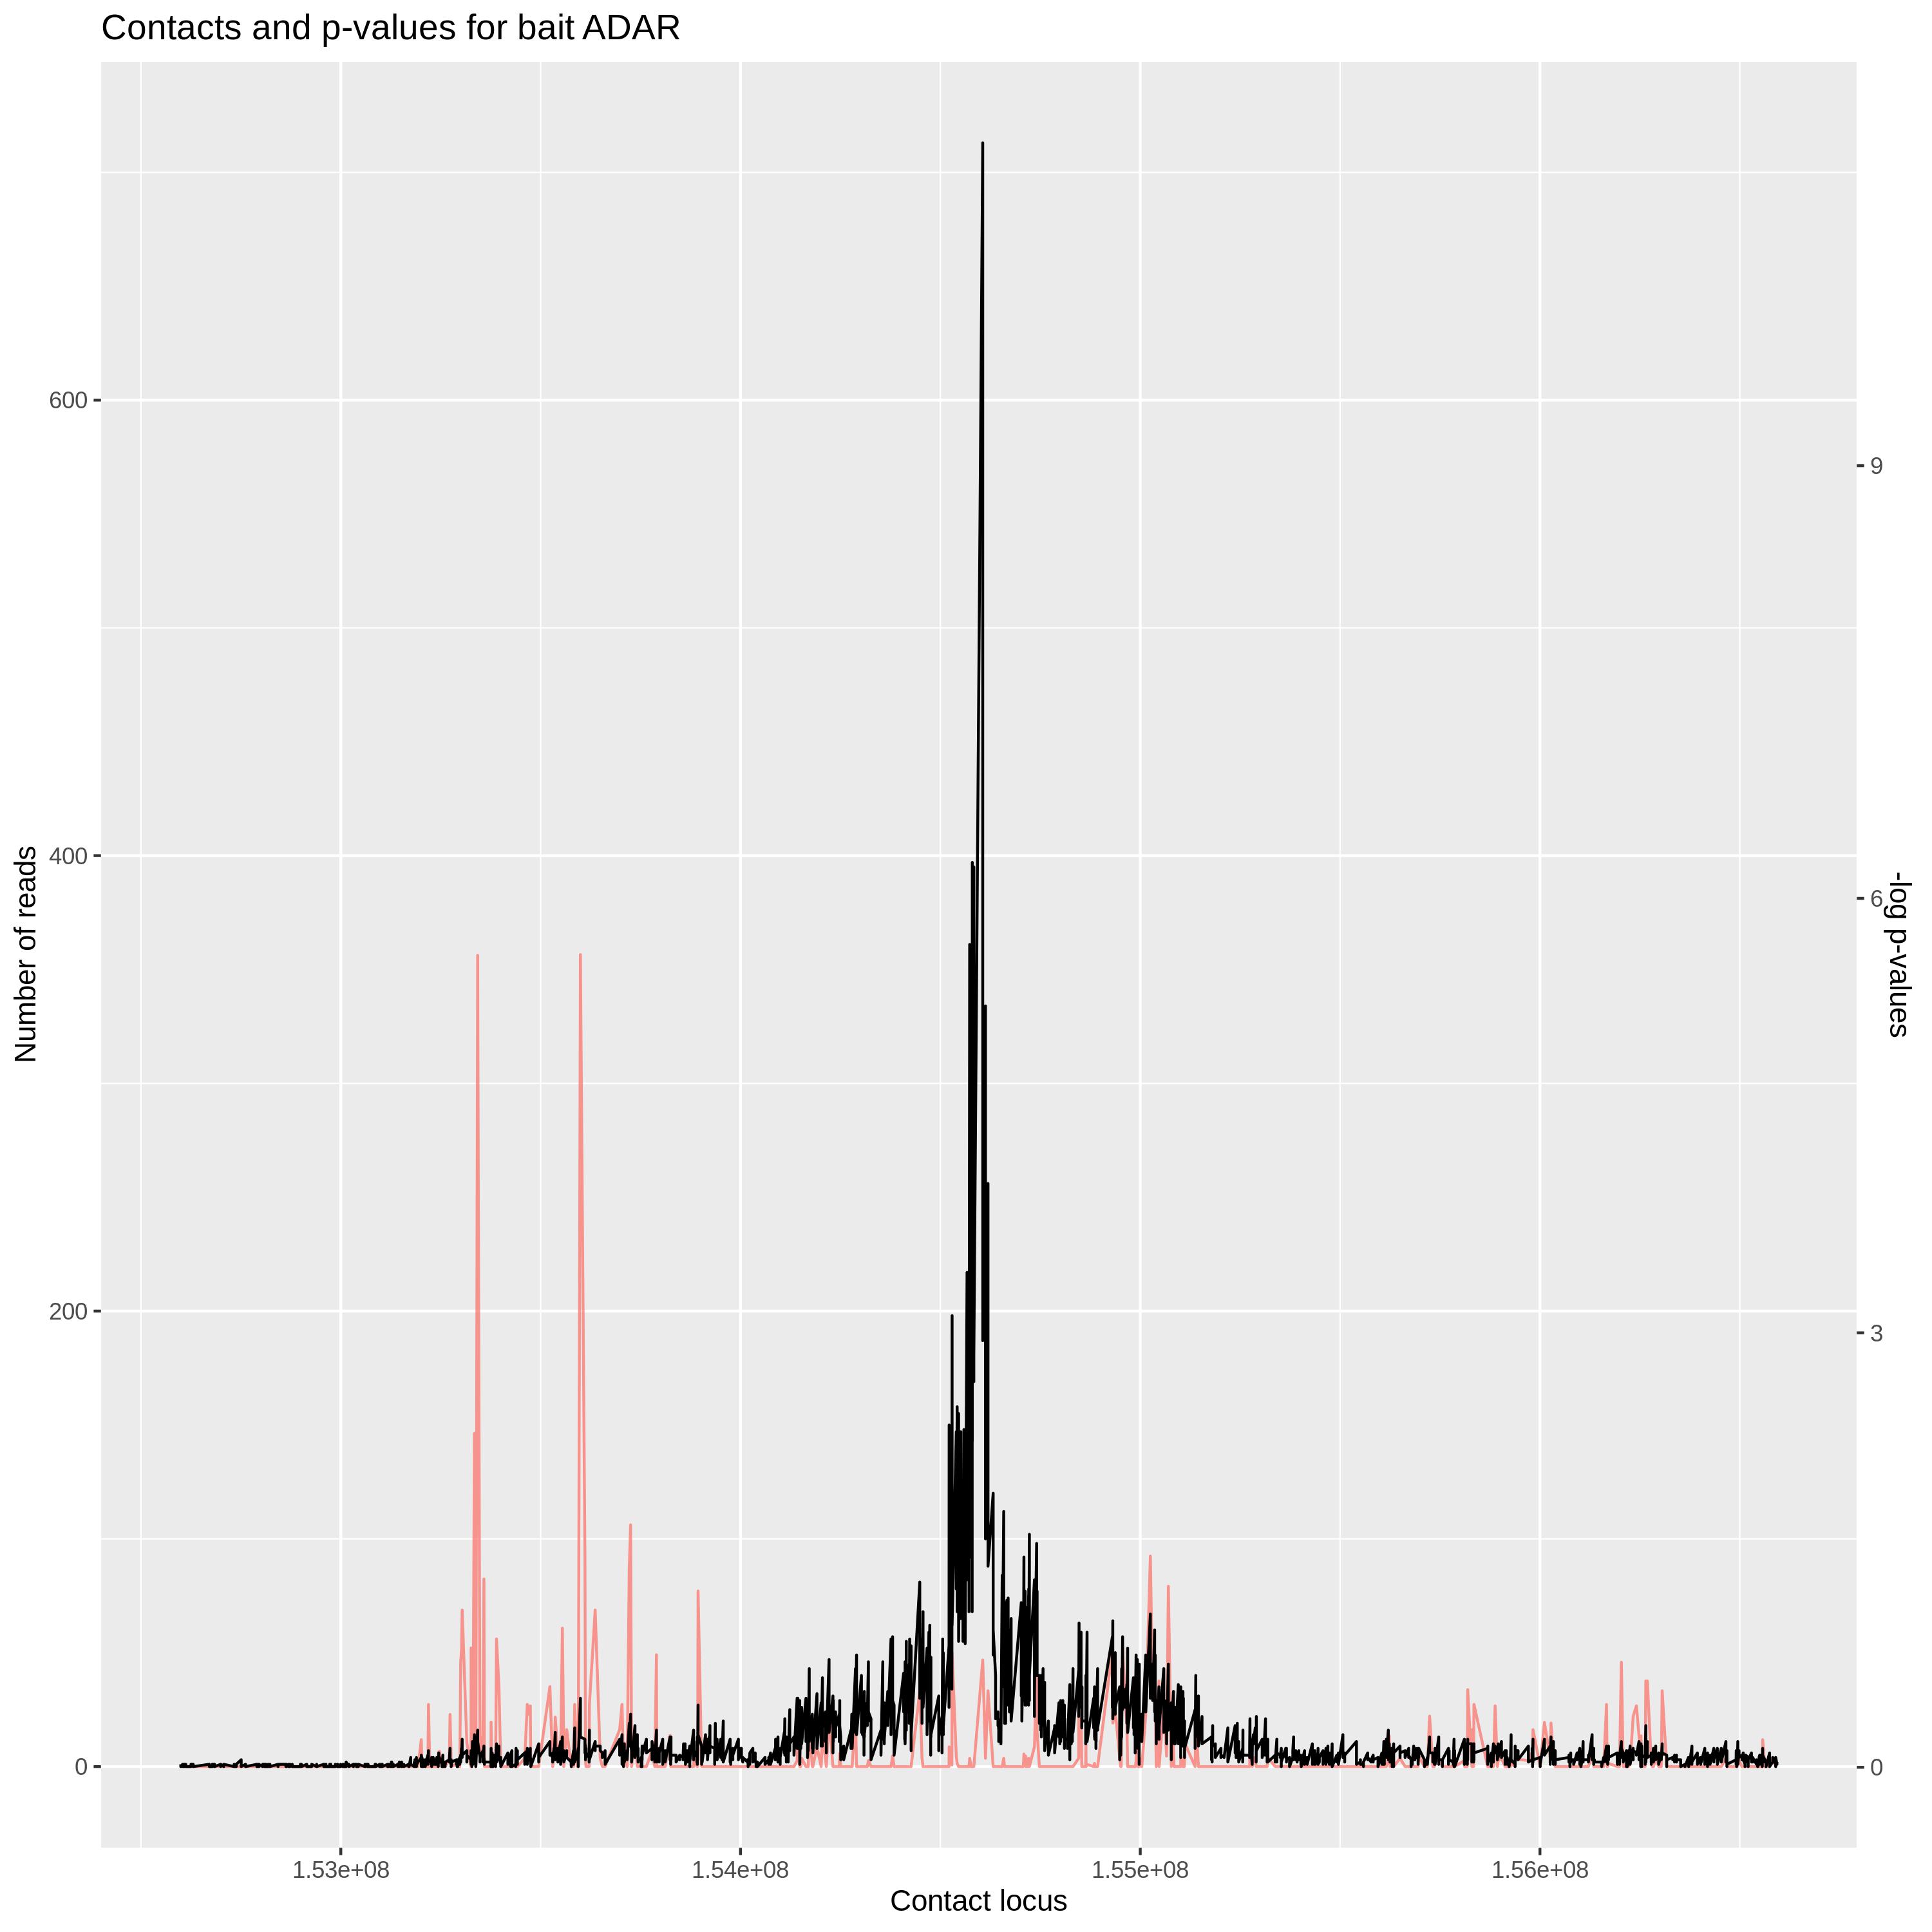 Contacts and p-values for bait ADAR
Number of reads
600
400
200
0
9
6
3
0
-log p-values
1.53e+08
1.54e+08
1.55e+08
1.56e+08
Contact locus